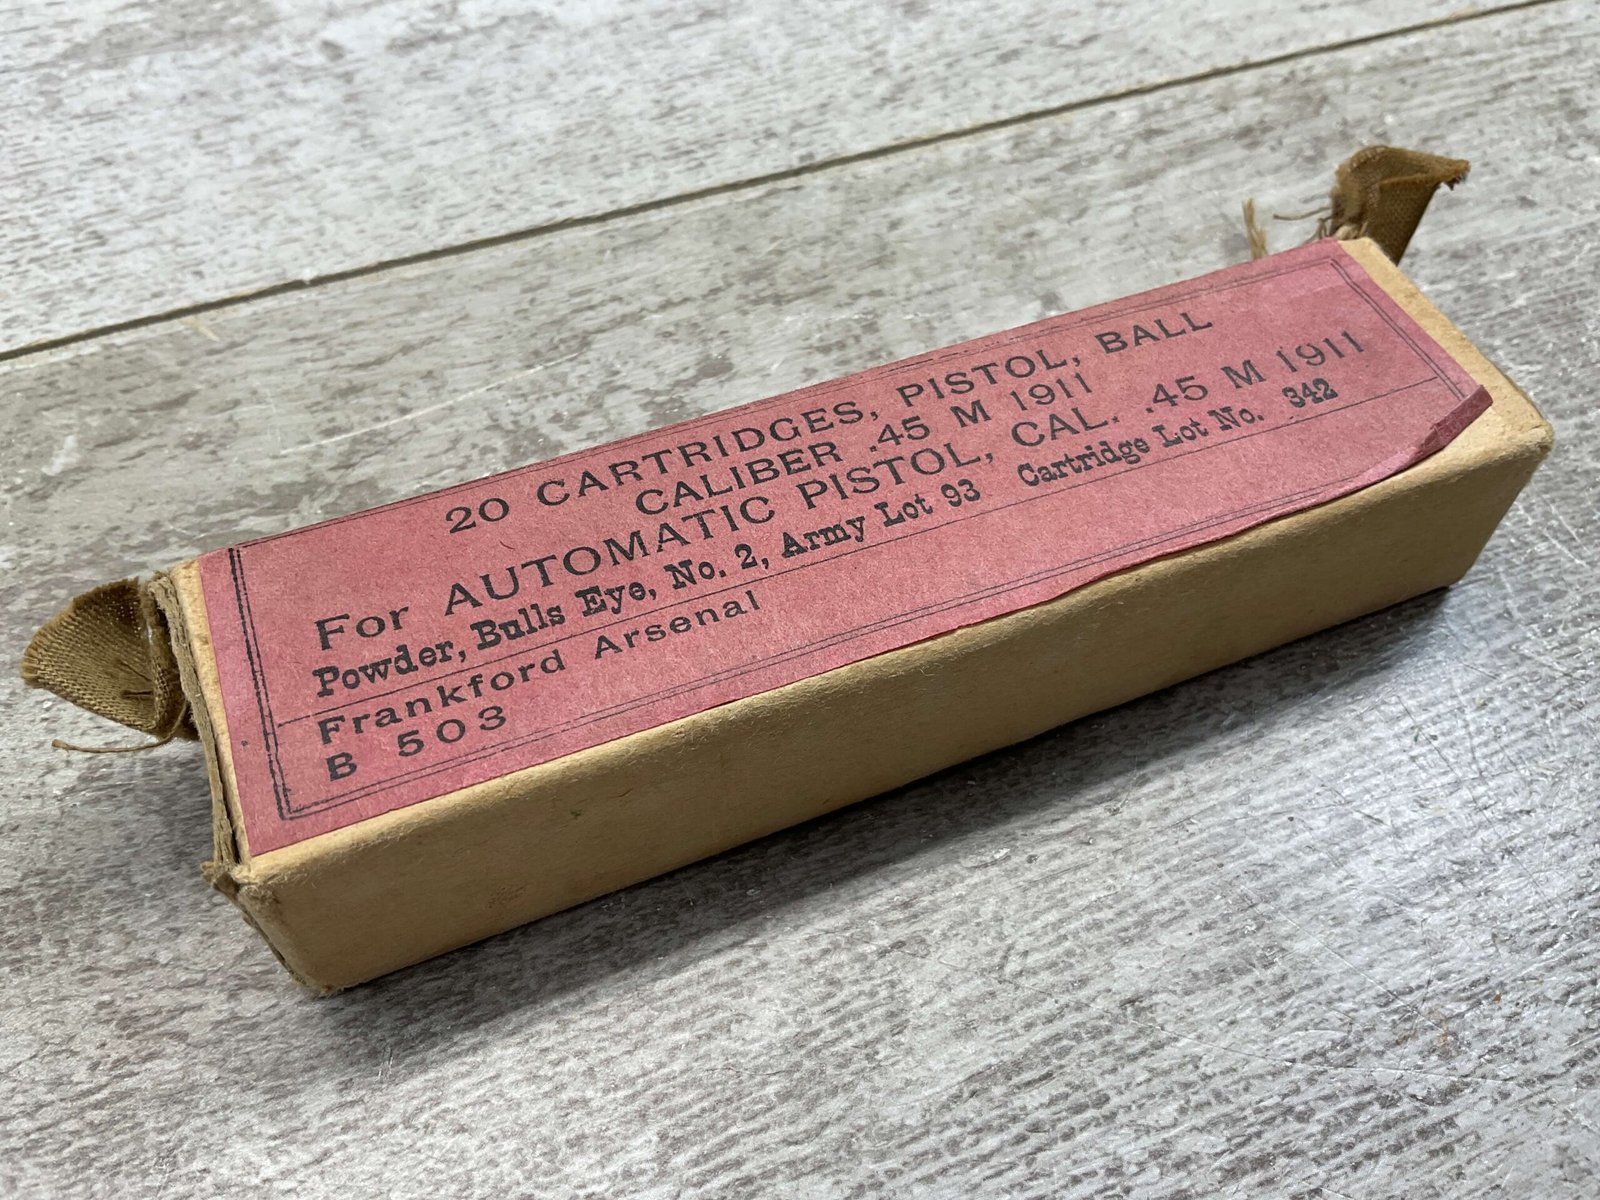 20 CARTRIDGES, PISTOL, BALL
CALIBER .45 M 1911
For AUTOMATIC PISTOL, CAL. .45 M 1911
Powder, Bulls Eye, No. 2, Army Lot 93 Cartridge Lot No. 342
Frankford Arsenal
B 503